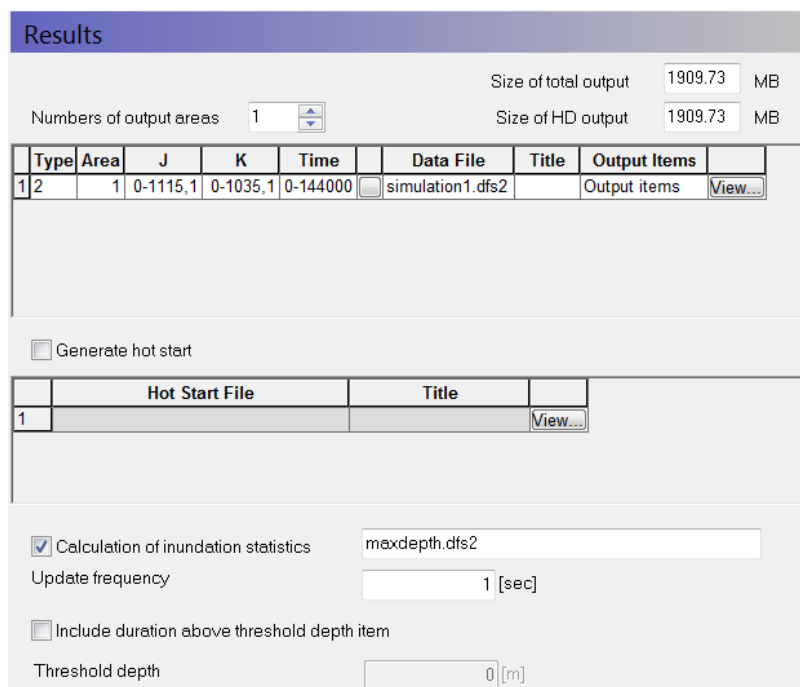 Results
Size of total output 1909.73 MB
Numbers of output areas 1 Size of HD output 1909.73 MB
Type Area J K Time Data File Title Output Items
1 2 1 0-1115,1 0-1035,1 0-144000 simulation1.dfs2 Output items View...
Generate hot start
Hot Start File Title
1 View...
Calculation of inundation statistics maxdepth.dfs2
Update frequency 1 [sec]
Include duration above threshold depth item
Threshold depth 0 [m]